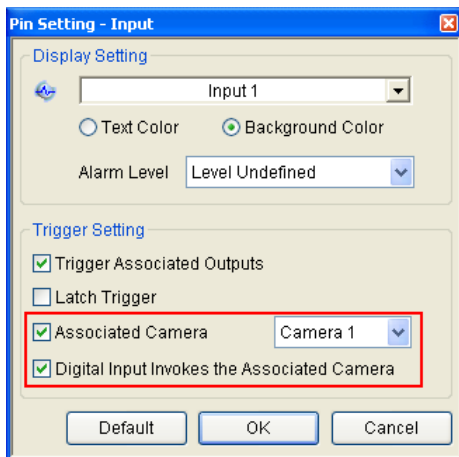 Pin Setting - Input
Display Setting
Input 1
Text Color Background Color
Alarm Level Level Undefined
Trigger Setting
Trigger Associated Outputs
Latch Trigger
Associated Camera Camera 1
Digital Input Invokes the Associated Camera
Default OK Cancel